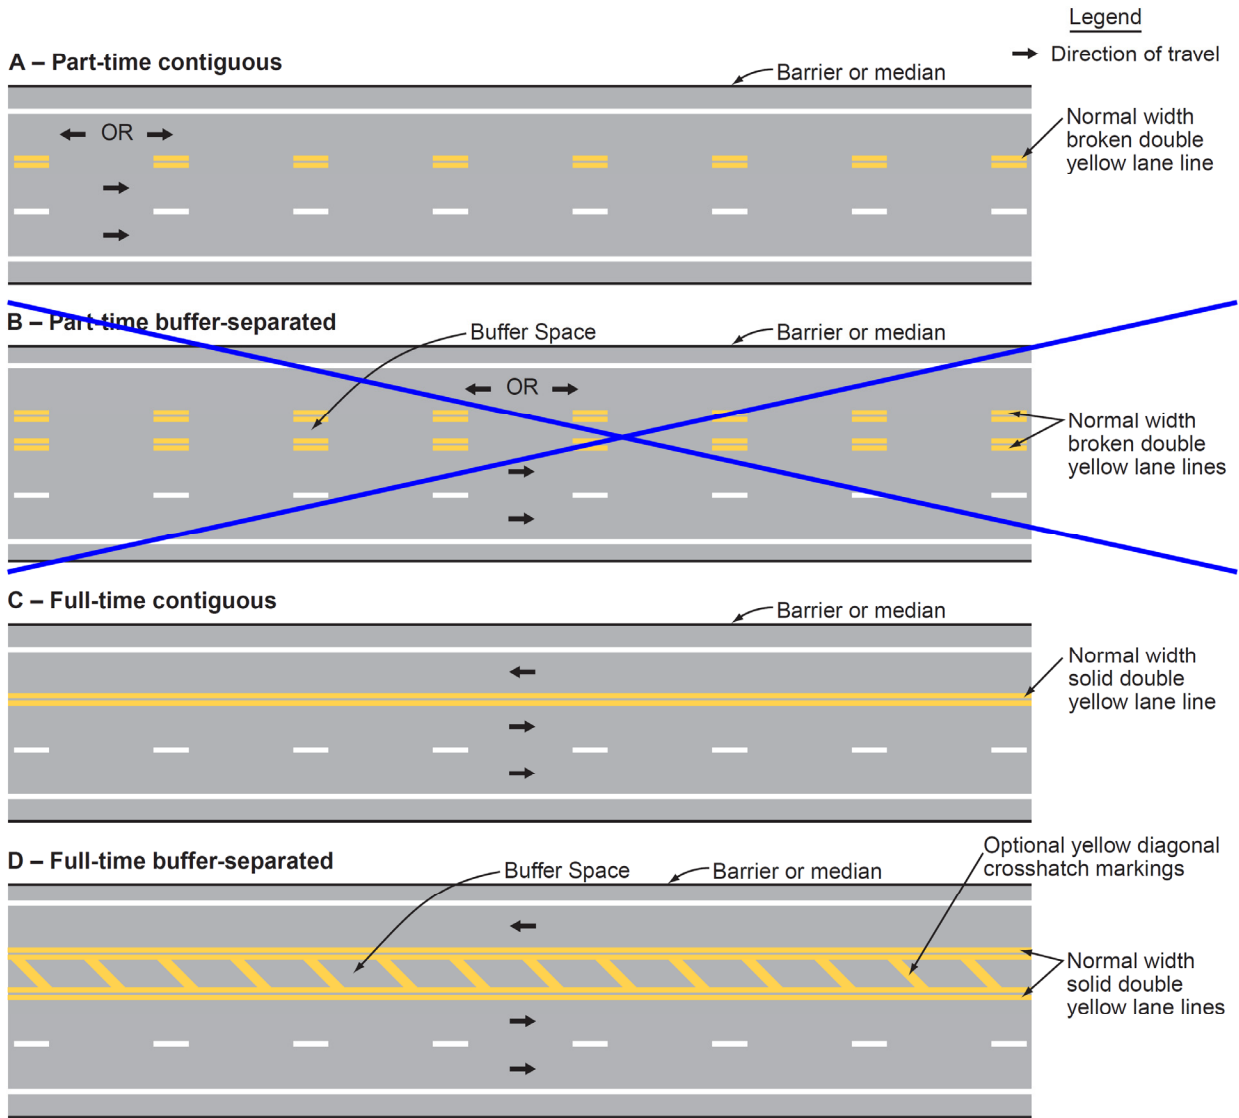 Legend
Direction of travel
A – Part-time contiguous
Barrier or median
OR
Normal width
broken double
yellow lane line
B – Part-time buffer-separated
Buffer Space
Barrier or median
OR
Normal width
broken double
yellow lane lines
C – Full-time contiguous
Barrier or median
Normal width
solid double
yellow lane line
D – Full-time buffer-separated
Buffer Space
Barrier or median
Optional yellow diagonal
crosshatch markings
Normal width
solid double
yellow lane lines